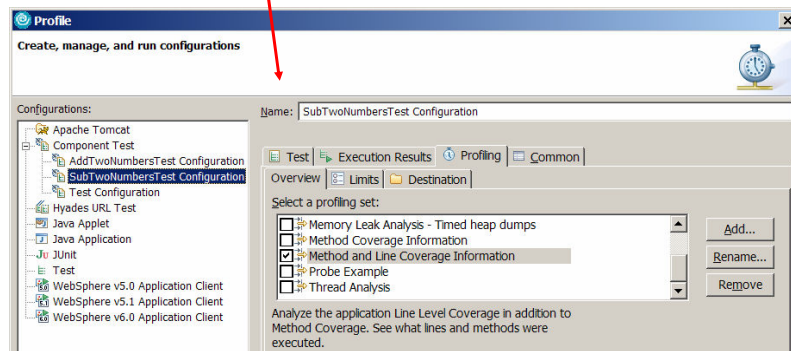 Profile
Create, manage, and run configurations
Configurations:
Apache Tomcat
Component Test
AddTwoNumbersTest Configuration
SubTwoNumbersTest Configuration
Test Configuration
Hyades URL Test
Java Applet
Java Application
Ju JUnit
Test
WebSphere v5.0 Application Client
WebSphere v5.1 Application Client
WebSphere v6.0 Application Client
Name: SubTwoNumbersTest Configuration
Test Execution Results Profiling Common
Overview Limits Destination
Select a profiling set:
Memory Leak Analysis - Timed heap dumps
Method Coverage Information
Method and Line Coverage Information
Probe Example
Thread Analysis
Add...
Rename...
Remove
Analyze the application Line Level Coverage in addition to
Method Coverage. See what lines and methods were
executed.